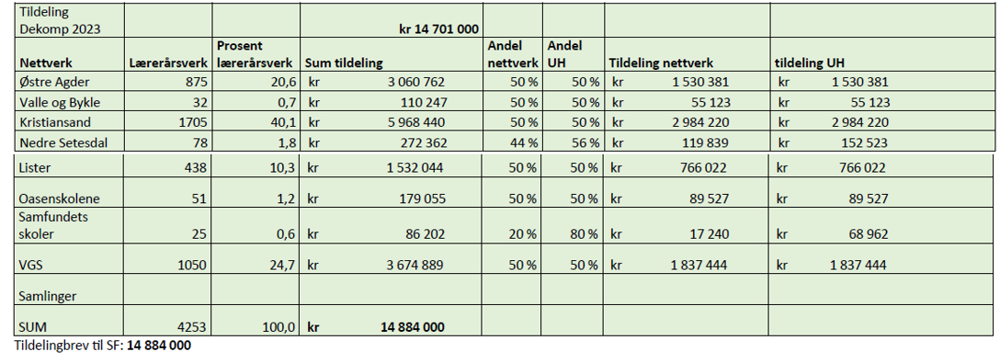 Tildeling
Dekomp 2023 kr 14 701 000
Nettverk Lærerårsverk Prosent lærerårsverk Sum tildeling Andel nettverk Andel UH Tildeling nettverk tildeling UH
Østre Agder 875 20,6 kr 3 060 762 50 % 50 % kr 1 530 381 kr 1 530 381
Valle og Bykle 32 0,7 kr 110 247 50 % 50 % kr 55 123 kr 55 123
Kristiansand 1705 40,1 kr 5 968 440 50 % 50 % kr 2 984 220 kr 2 984 220
Nedre Setesdal 78 1,8 kr 272 362 44 % 56 % kr 119 839 kr 152 523
Lister 438 10,3 kr 1 532 044 50 % 50 % kr 766 022 kr 766 022
Oasenskolene 51 1,2 kr 179 055 50 % 50 % kr 89 527 kr 89 527
Samfundets
skoler 25 0,6 kr 86 202 20 % 80 % kr 17 240 kr 68 962
VGS 1050 24,7 kr 3 674 889 50 % 50 % kr 1 837 444 kr 1 837 444
Samlinger
SUM 4253 100,0 kr 14 884 000
Tildelingbrev til SF: 14 884 000